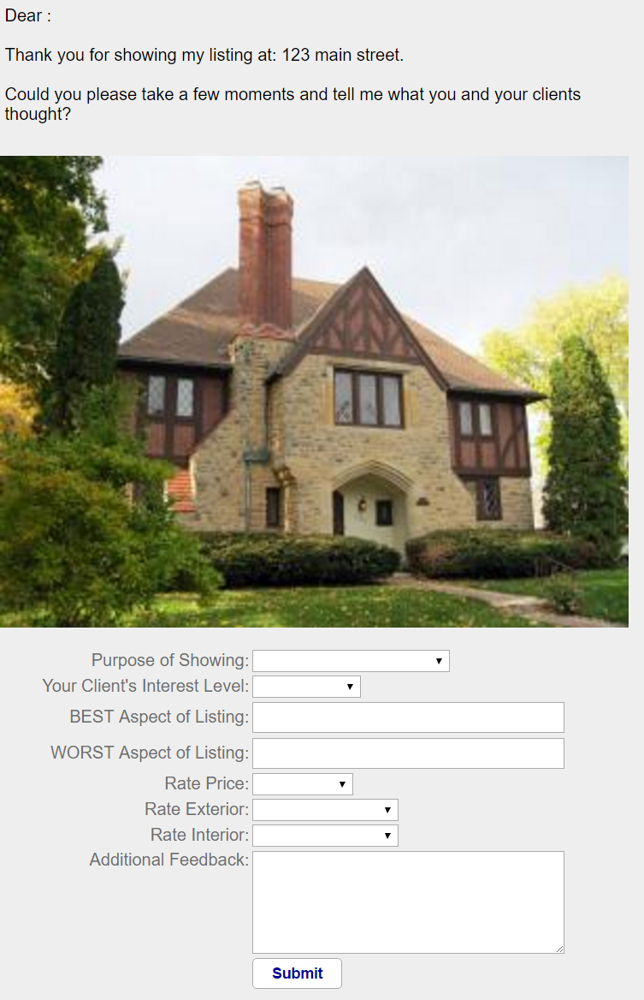 Dear :
Thank you for showing my listing at: 123 main street.
Could you please take a few moments and tell me what you and your clients
thought?
Purpose of Showing:
Your Client's Interest Level:
BEST Aspect of Listing:
WORST Aspect of Listing:
Rate Price:
Rate Exterior:
Rate Interior:
Additional Feedback:
Submit